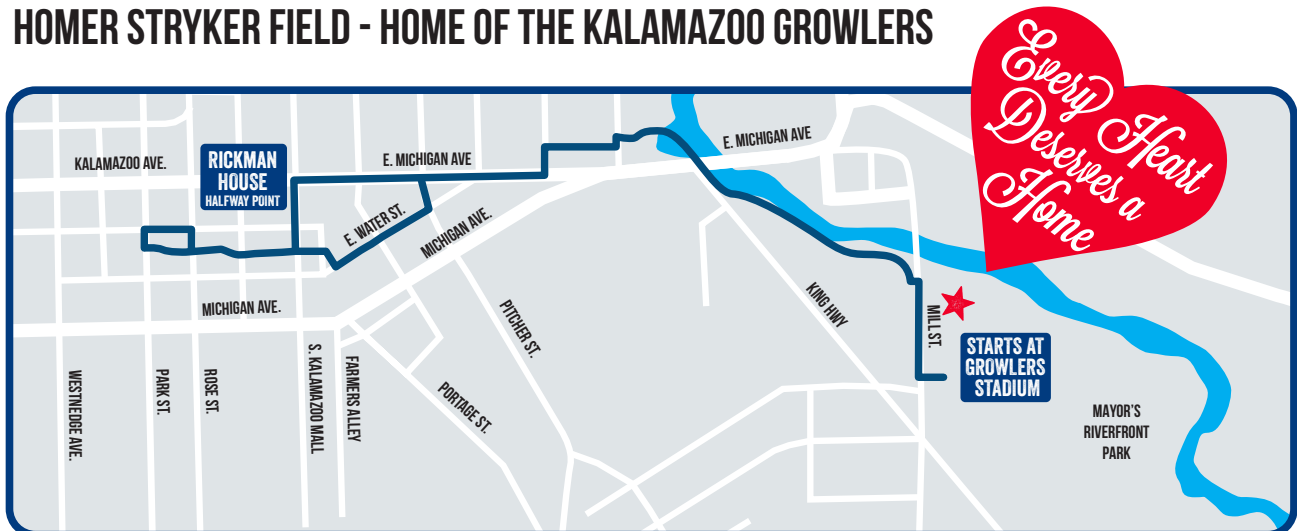 HOMER STRYKER FIELD - HOME OF THE KALAMAZOO GROWLERS
Every Heart
Deserves a
Home
KALAMAZOO AVE.
RICKMAN
HOUSE
HALFWAY POINT
E. MICHIGAN AVE
E. MICHIGAN AVE
E. WATER ST.
MICHIGAN AVE.
MICHIGAN AVE.
KING HWY
PITCHER ST.
MILL ST.
STARTS AT
GROWLERS
STADIUM
WESTNEDGE AVE.
PARK ST.
ROSE ST.
S. KALAMAZOO MALL
FARMERS ALLEY
PORTAGE ST.
MAYOR'S
RIVERFRONT
PARK